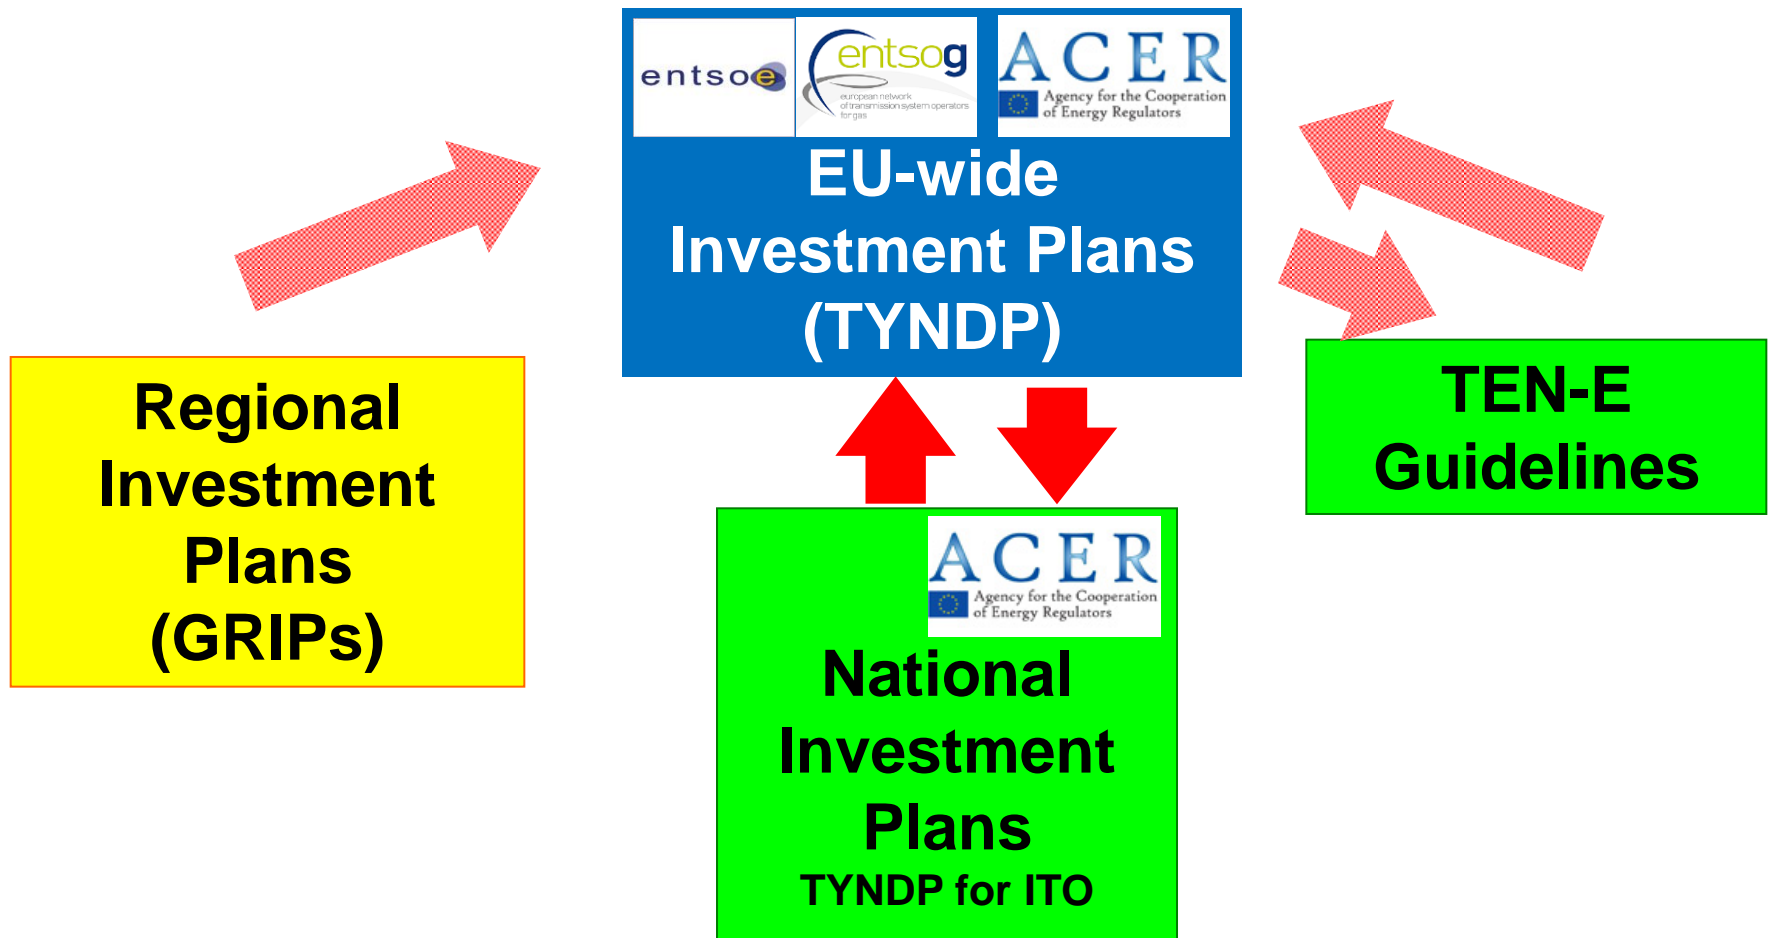 entsoe
entsog
european network
of transmission system operators
for gas
ACER
Agency for the Cooperation
of Energy Regulators
EU-wide
Investment Plans
(TYNDP)
Regional
Investment
Plans
(GRIPs)
TEN-E
Guidelines
ACER
Agency for the Cooperation
of Energy Regulators
National
Investment
Plans
TYNDP for ITO